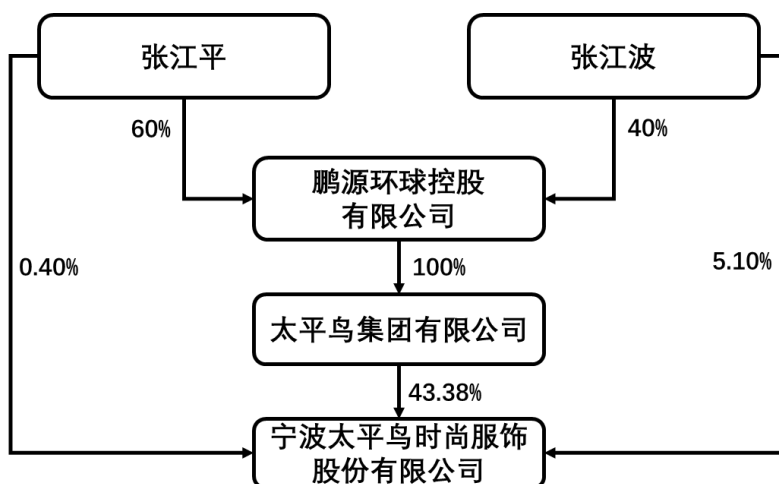 张江平
张江波
60%
40%
鹏源环球控股
有限公司
0.40%
100%
5.10%
太平鸟集团有限公司
43.38%
宁波太平鸟时尚服饰
股份有限公司